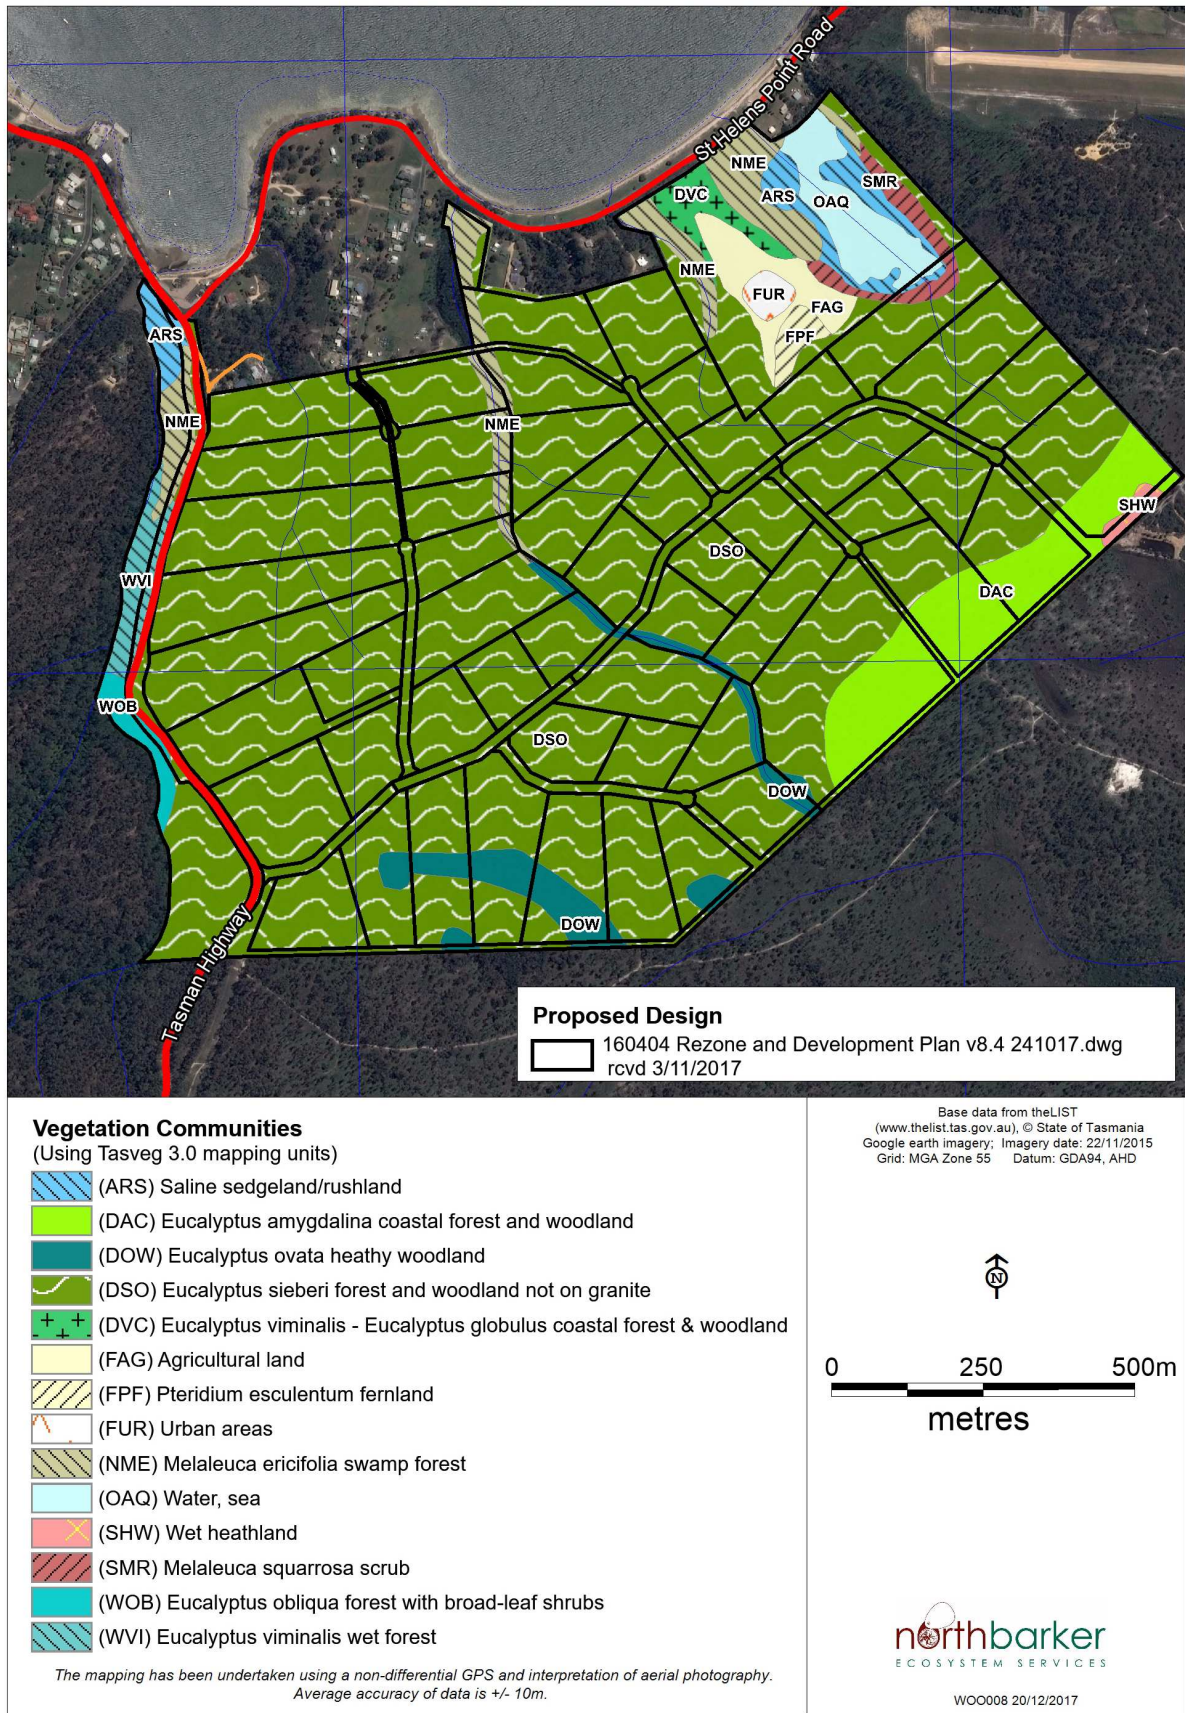 St Helens Point Road
NME
DVC
ARS
OAQ
SMR
NME
FUR
FAG
FPF
ARS
NME
NME
SHW
DSO
WVI
DAC
WOB
DSO
DOW
DOW
Tasman Highway
Proposed Design
160404 Rezone and Development Plan v8.4 241017.dwg
rcvd 3/11/2017
Vegetation Communities
(Using Tasveg 3.0 mapping units)
(ARS) Saline sedgeland/rushland
(DAC) Eucalyptus amygdalina coastal forest and woodland
(DOW) Eucalyptus ovata heathy woodland
(DSO) Eucalyptus sieberi forest and woodland not on granite
(DVC) Eucalyptus viminalis - Eucalyptus globulus coastal forest & woodland
(FAG) Agricultural land
(FPF) Pteridium esculentum fernland
(FUR) Urban areas
(NME) Melaleuca ericifolia swamp forest
(OAQ) Water, sea
(SHW) Wet heathland
(SMR) Melaleuca squarrosa scrub
(WOB) Eucalyptus obliqua forest with broad-leaf shrubs
(WVI) Eucalyptus viminalis wet forest
The mapping has been undertaken using a non-differential GPS and interpretation of aerial photography.
Average accuracy of data is +/- 10m.
Base data from theLIST
(www.thelist.tas.gov.au), © State of Tasmania
Google earth imagery; Imagery date: 22/11/2015
Grid: MGA Zone 55 Datum: GDA94, AHD
N
0 250 500m
metres
northbarker
ECOSYSTEM SERVICES
WOO008 20/12/2017